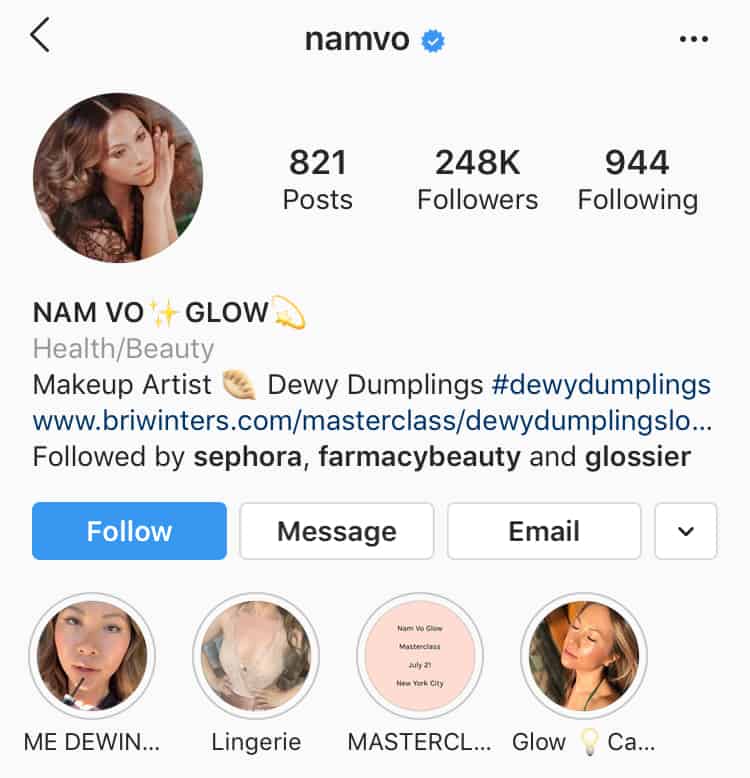 namvo
821 248K 944
Posts Followers Following
NAM VO✨GLOW💫
Health/Beauty
Makeup Artist 🥟 Dewy Dumplings #dewydumplings
www.briwinters.com/masterclass/dewydumplingslo...
Followed by sephora, farmacybeauty and glossier
Follow Message Email
Nam Vo Glow
Masterclass
July 21
New York City
ME DEWIN... Lingerie MASTERCL... Glow 💡 Ca...